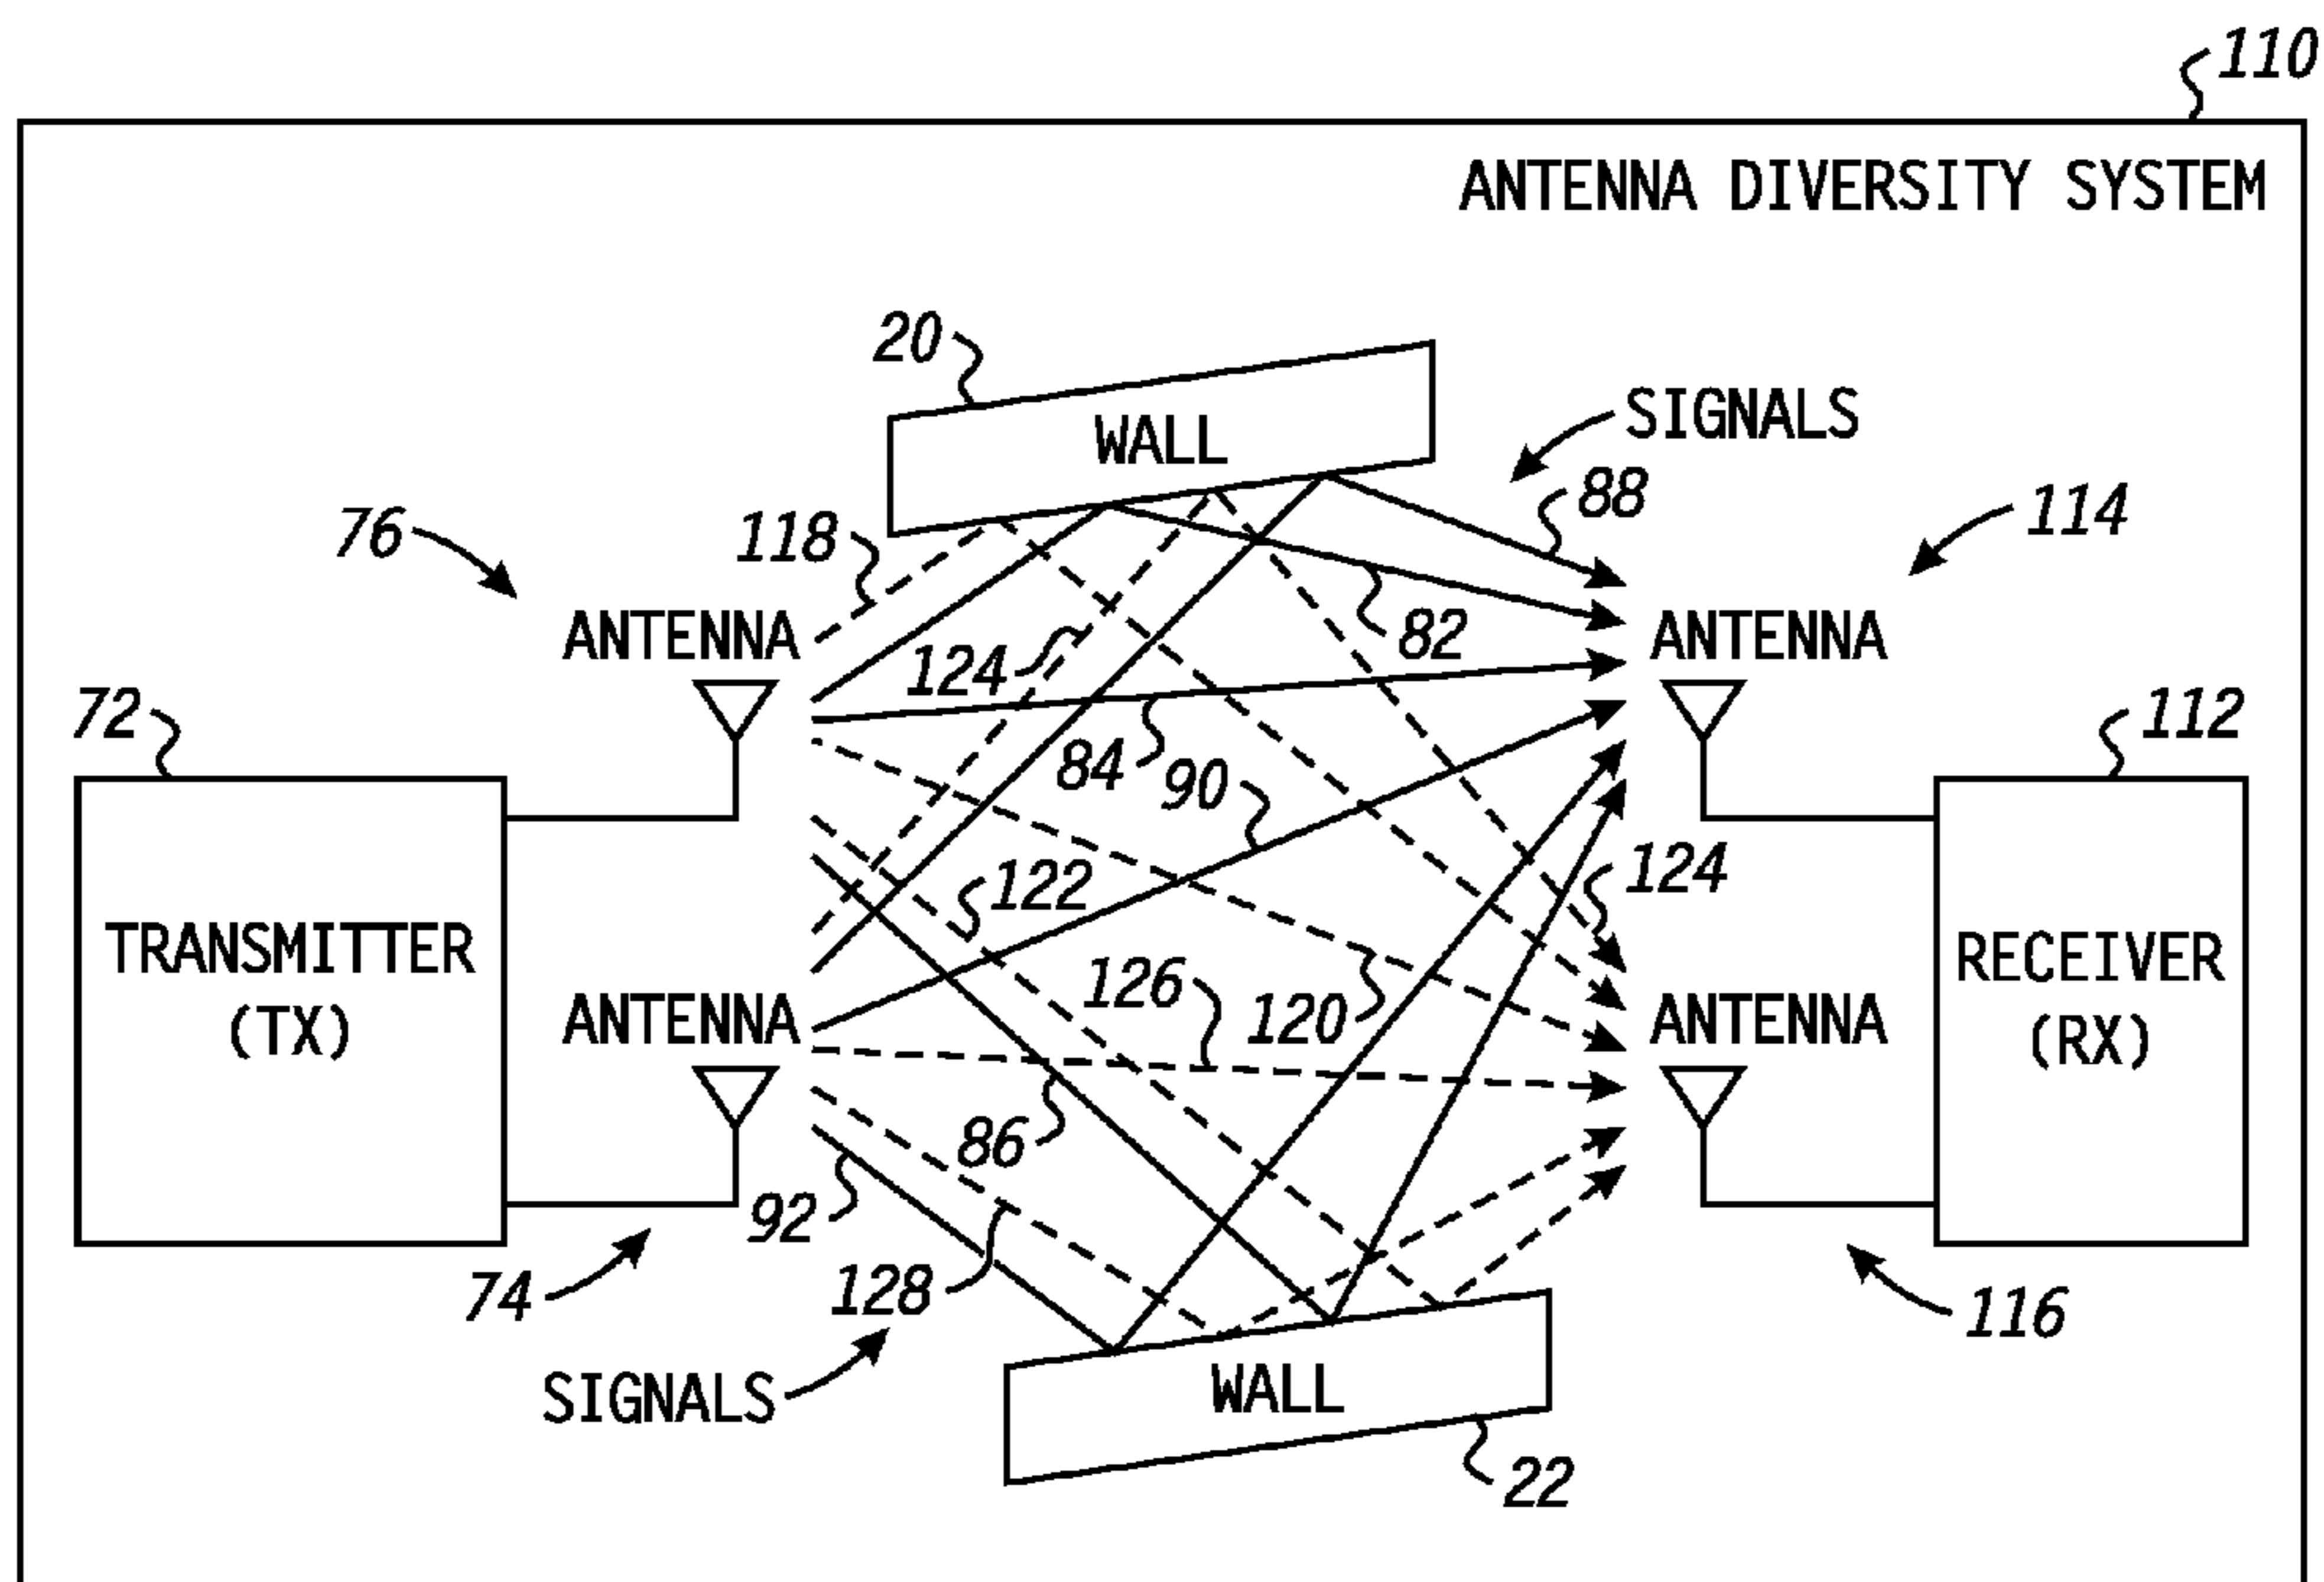 110
ANTENNA DIVERSITY SYSTEM
20
WALL
SIGNALS
88
76
118
114
ANTENNA
124
82
ANTENNA
72
84
90
112
122
124
TRANSMITTER
(TX)
RECEIVER
(RX)
126
120
ANTENNA
ANTENNA
86
92
74
128
116
SIGNALS
WALL
22